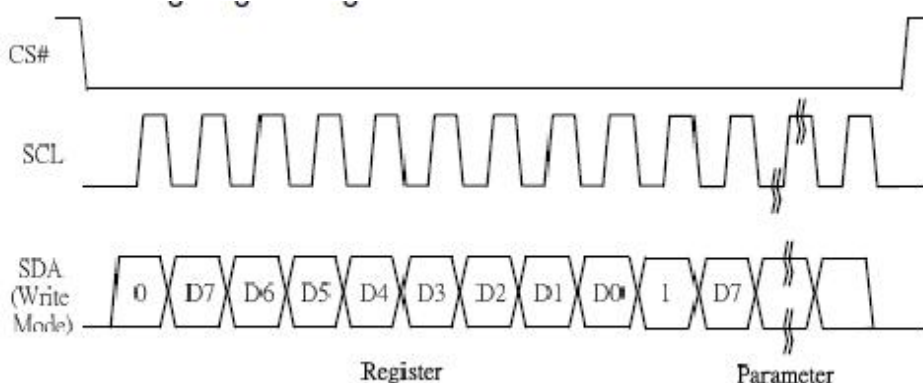 CS#
SCL
SDA
(Write
Mode)
0 D7 D6 D5 D4 D3 D2 D1 D0 1 D7
Register Parameter